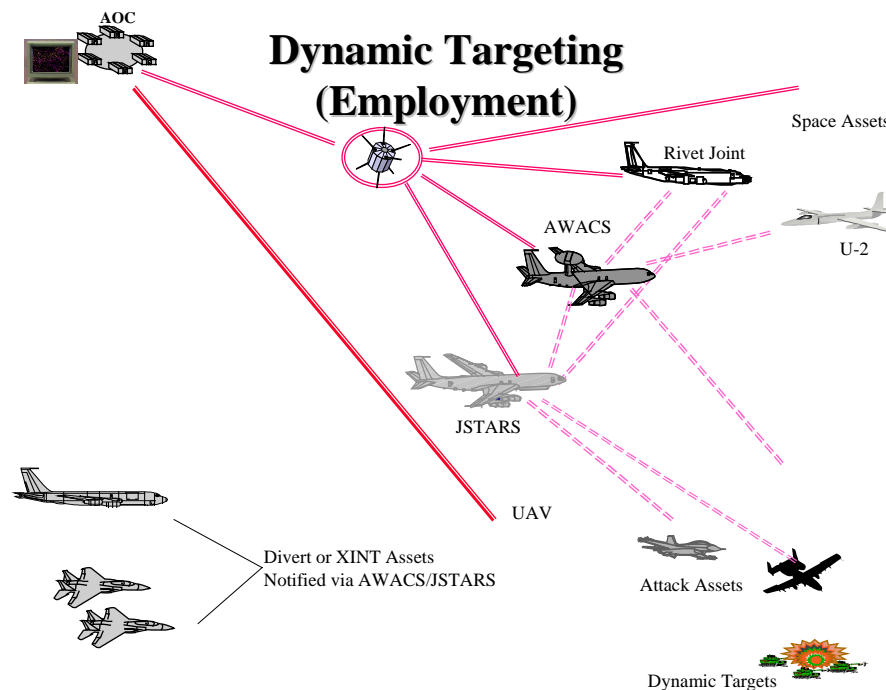 AOC
Dynamic Targeting
(Employment)
Space Assets
Rivet Joint
AWACS
U-2
JSTARS
UAV
Divert or XINT Assets
Notified via AWACS/JSTARS
Attack Assets
Dynamic Targets